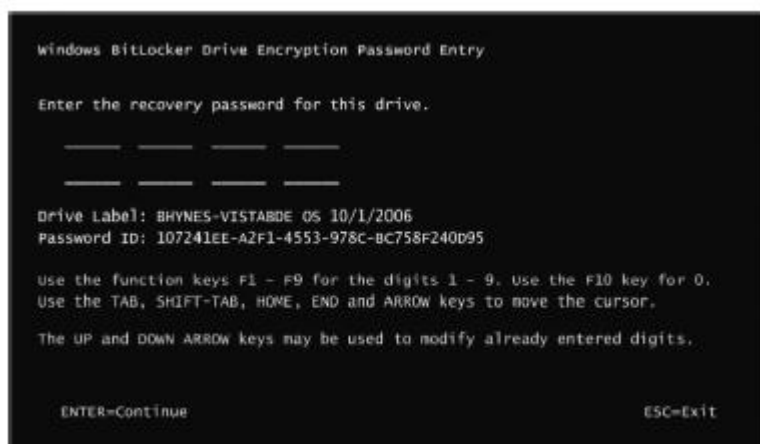 Windows BitLocker Drive Encryption Password Entry
Enter the recovery password for this drive.
Drive Label: BHYNES-VISTABDE OS 10/1/2006
Password ID: 107241EE-A2F1-4553-978C-BC758F240D95
Use the function keys F1 - F9 for the digits 1 - 9. Use the F10 key for 0.
Use the TAB, SHIFT-TAB, HOME, END and ARROW keys to move the cursor.
The UP and DOWN ARROW keys may be used to modify already entered digits.
ENTER=Continue ESC=Exit